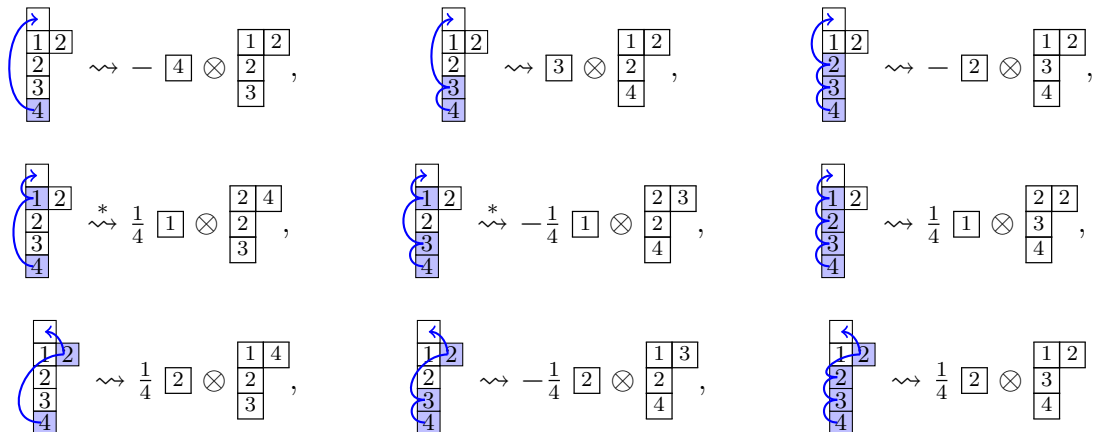 1 2 2 3 4 ⇝ − 4 ⊗ 1 2 2 3 ,
1 2 2 3 4 ⇝ 3 ⊗ 1 2 2 4 ,
1 2 2 3 4 ⇝ − 2 ⊗ 1 2 3 4 ,
1 2 2 3 4 ⇝* 1/4 1 ⊗ 2 4 2 3 ,
1 2 2 3 4 ⇝* −1/4 1 ⊗ 2 3 2 4 ,
1 2 2 3 4 ⇝ 1/4 1 ⊗ 2 2 3 4 ,
1 2 2 3 4 ⇝ 1/4 2 ⊗ 1 4 2 3 ,
1 2 2 3 4 ⇝ −1/4 2 ⊗ 1 3 2 4 ,
1 2 2 3 4 ⇝ 1/4 2 ⊗ 1 2 3 4 ,